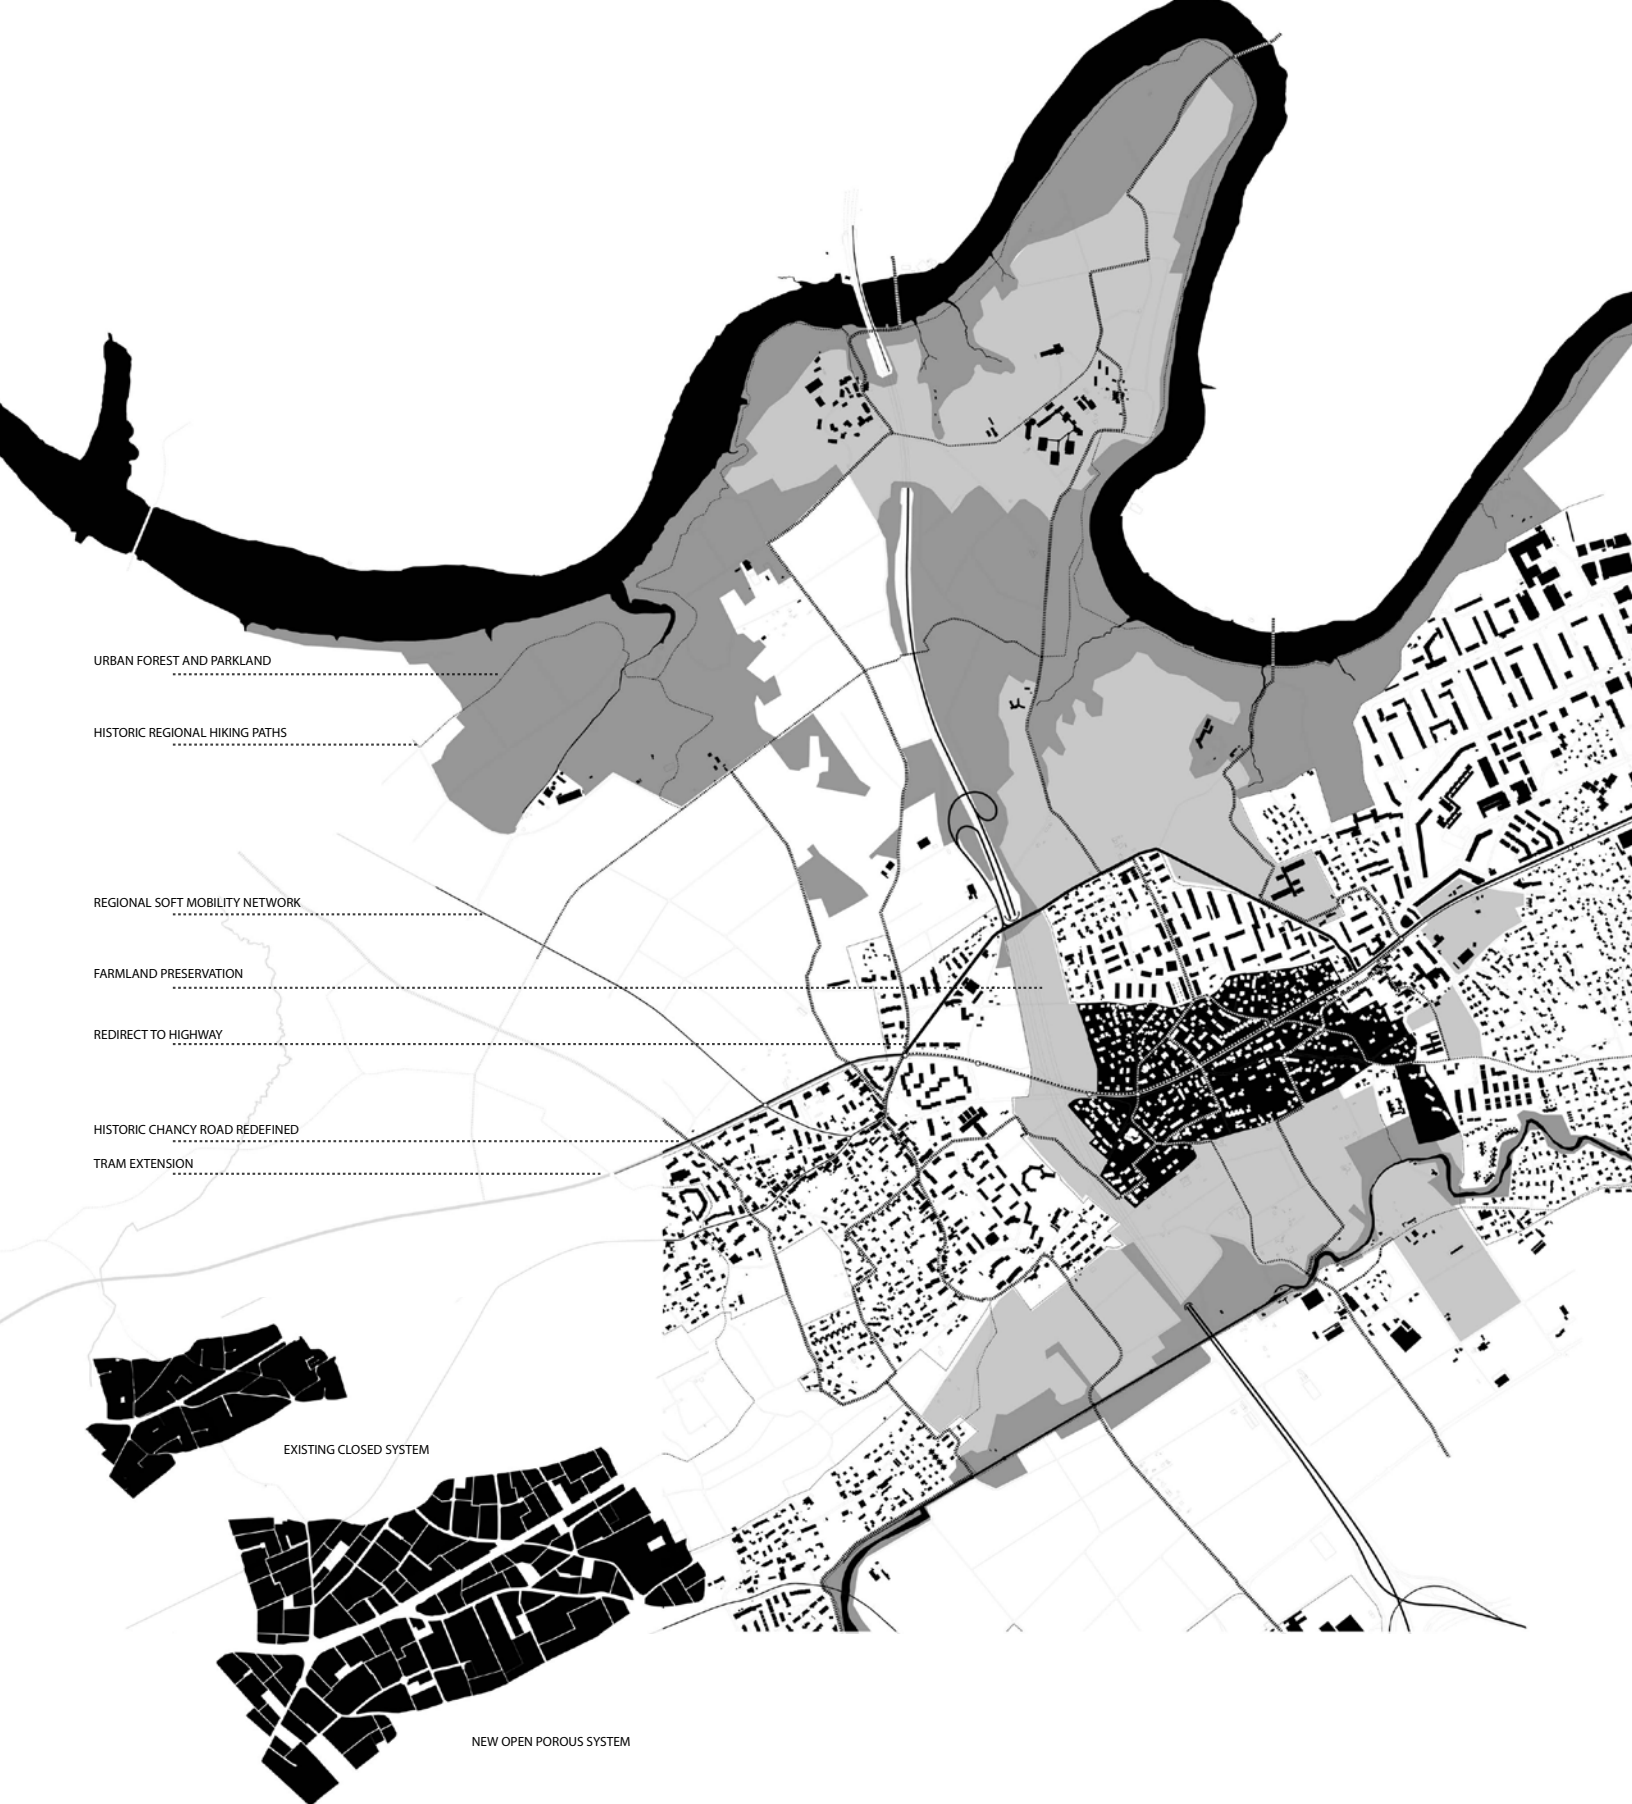 URBAN FOREST AND PARKLAND
HISTORIC REGIONAL HIKING PATHS
REGIONAL SOFT MOBILITY NETWORK
FARMLAND PRESERVATION
REDIRECT TO HIGHWAY
HISTORIC CHANCY ROAD REDEFINED
TRAM EXTENSION
EXISTING CLOSED SYSTEM
NEW OPEN POROUS SYSTEM